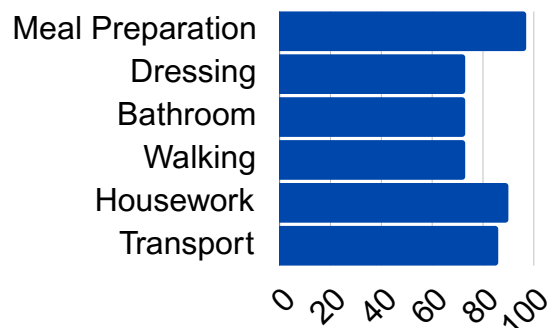 Meal Preparation
Dressing
Bathroom
Walking
Housework
Transport
0 20 40 60 80 100